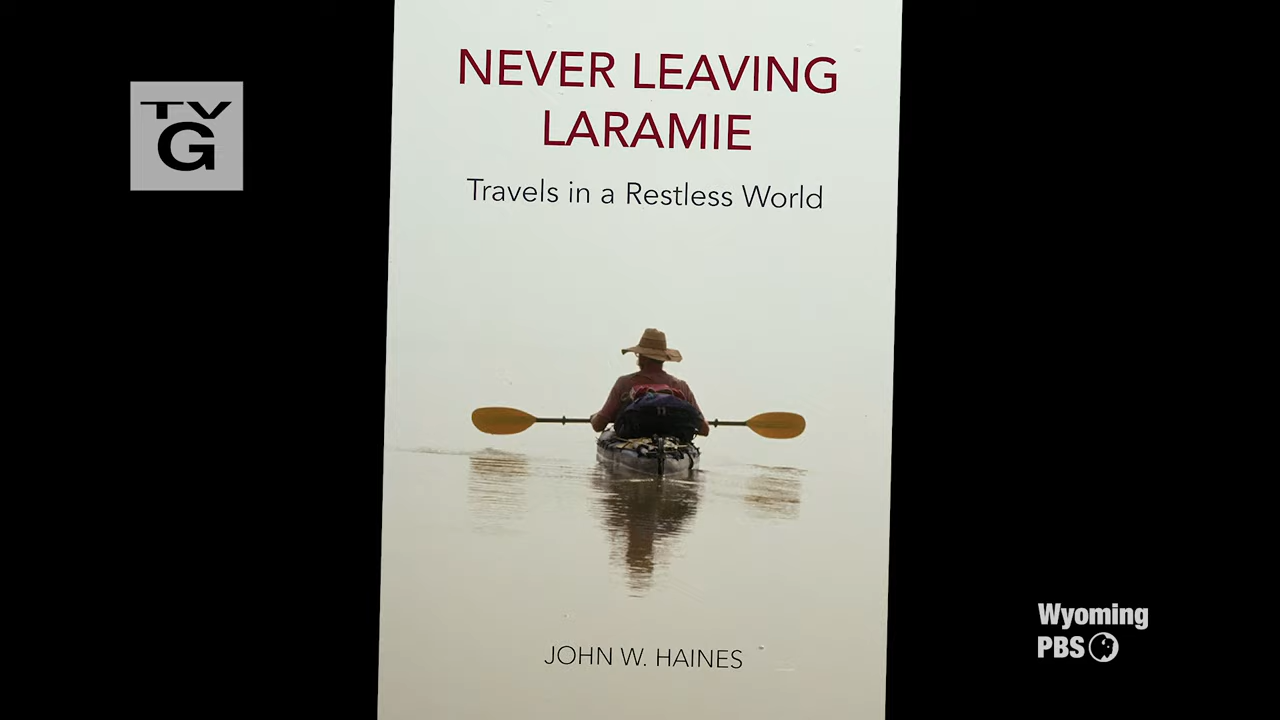 TV
G
NEVER LEAVING
LARAMIE
Travels in a Restless World
JOHN W. HAINES
Wyoming
PBS